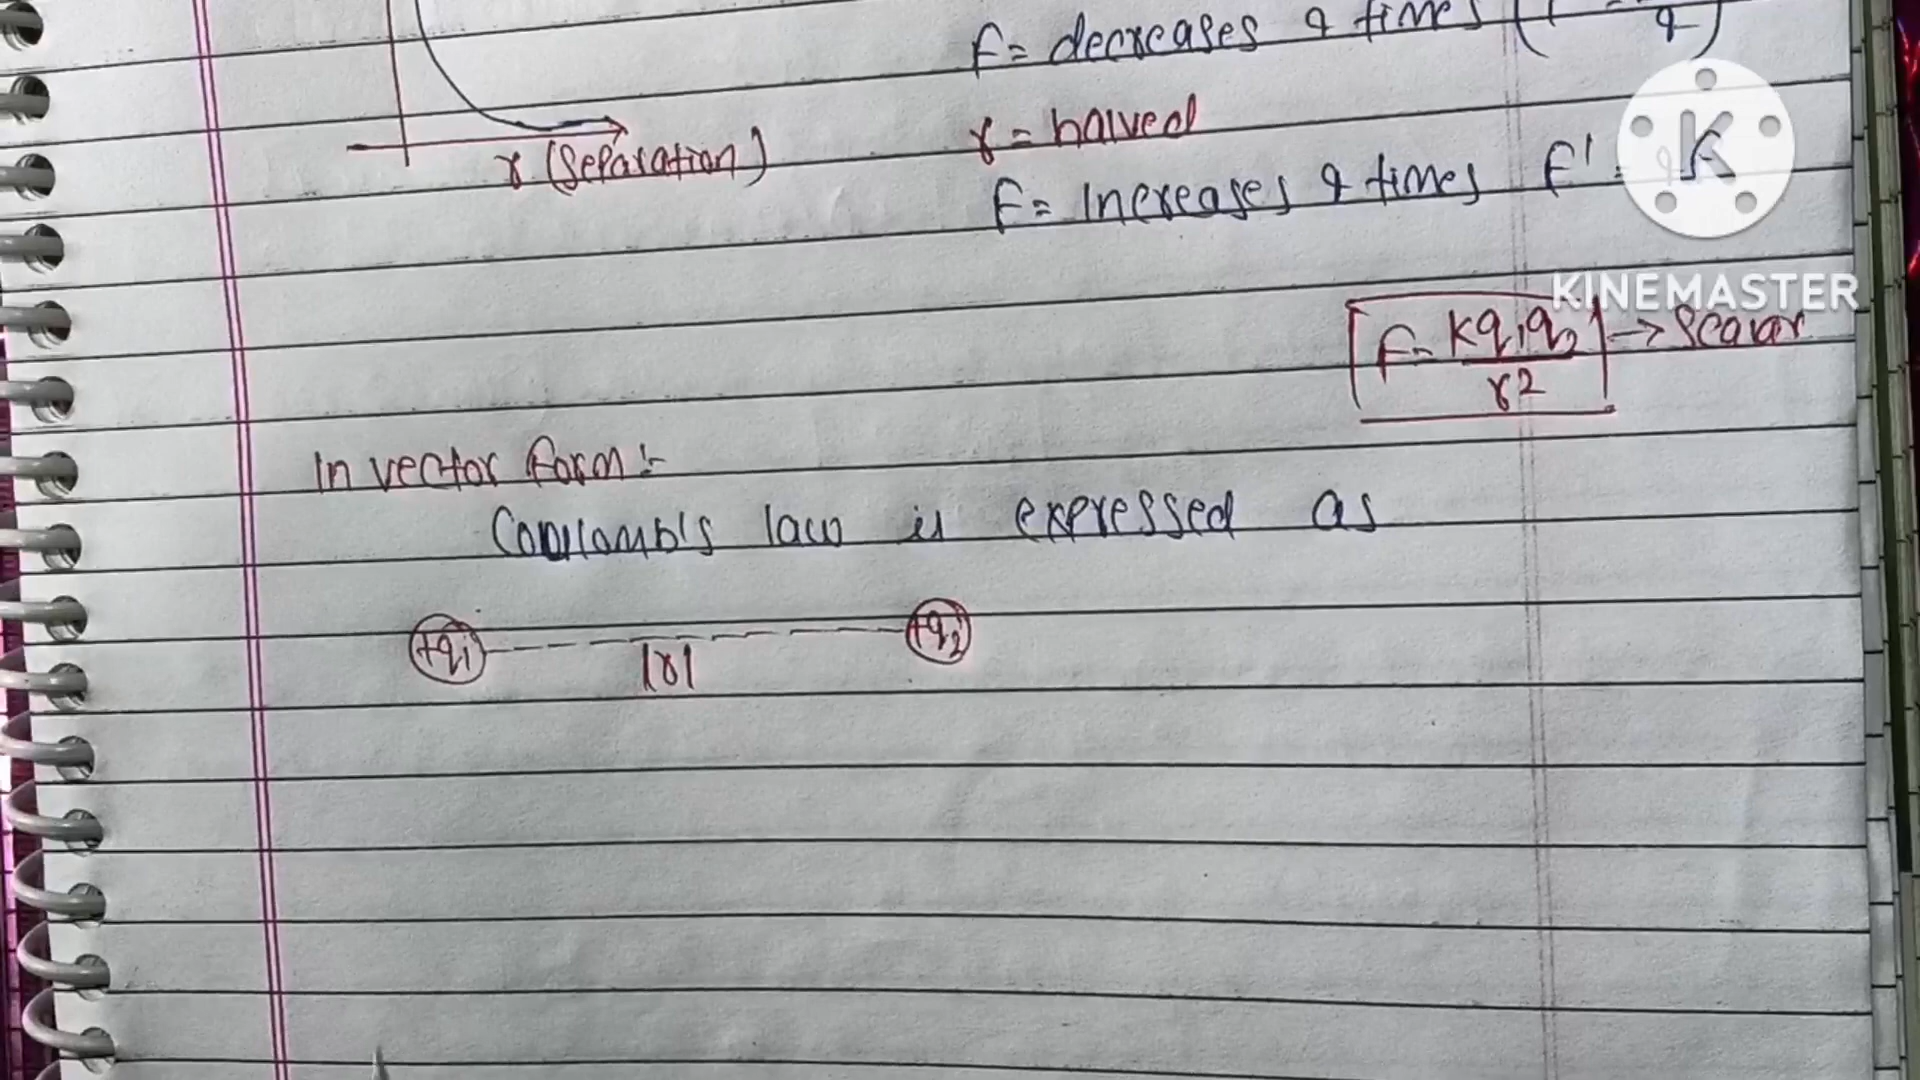 F = decreases 4 times
r (Separation)
r = halved
F = Increases 4 times F' =
K
KINEMASTER
F = Kq1q2/r2 → Scalar
In vector form :-
Coulomb's law is expressed as
+q1 |r| +q2